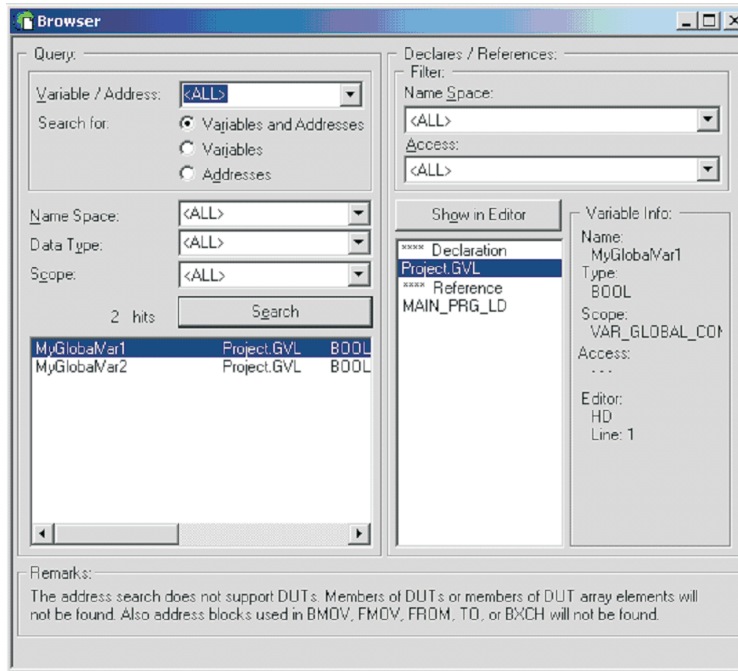 Browser
Query:
Variable / Address:
<ALL>
Search for:
Variables and Addresses
Variables
Addresses
Name Space:
<ALL>
Data Type:
<ALL>
Scope:
<ALL>
2 hits
Search
MyGlobalVar1 Project.GVL BOOL
MyGlobalVar2 Project.GVL BOOL
Declares / References:
Filter:
Name Space:
<ALL>
Access:
<ALL>
Show in Editor
**** Declaration
Project.GVL
**** Reference
MAIN_PRG_LD
Variable Info:
Name:
MyGlobalVar1
Type:
BOOL
Scope:
VAR_GLOBAL_CON
Access:
- - -
Editor:
HD
Line: 1
Remarks:
The address search does not support DUTs. Members of DUTs or members of DUT array elements will
not be found. Also address blocks used in BMOV, FMOV, FROM, TO, or BXCH will not be found.